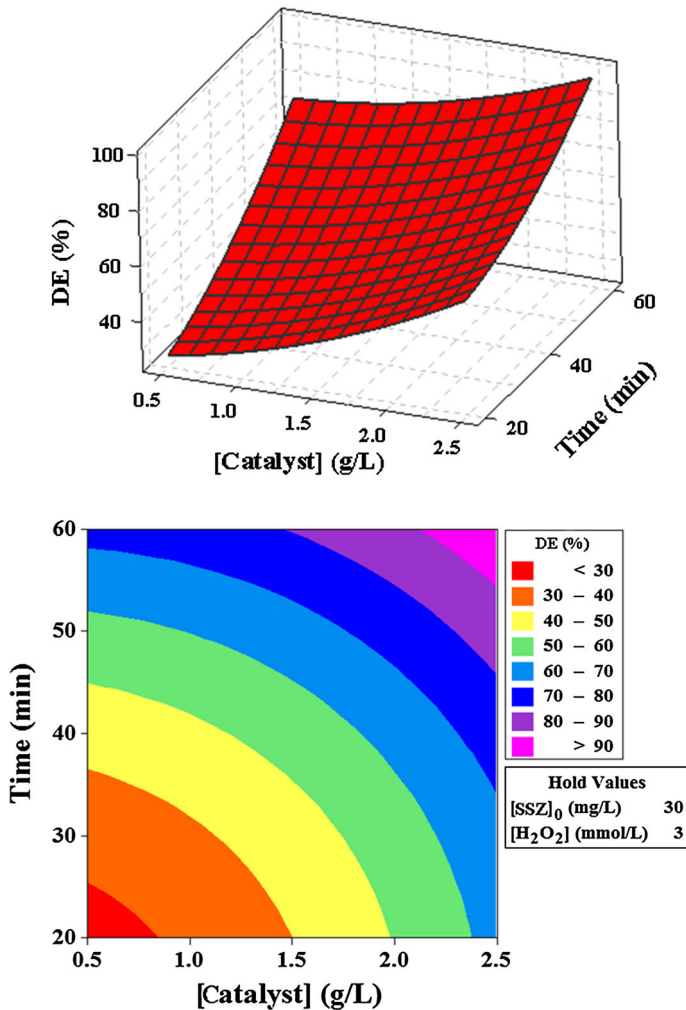 100
80
60
40
DE (%)
0.5
1.0
1.5
2.0
2.5
[Catalyst] (g/L)
20
40
60
Time (min)
60
50
40
30
20
Time (min)
0.5
1.0
1.5
2.0
2.5
[Catalyst] (g/L)
DE (%)
< 30
30 – 40
40 – 50
50 – 60
60 – 70
70 – 80
80 – 90
> 90
Hold Values
[SSZ]₀ (mg/L) 30
[H₂O₂] (mmol/L) 3